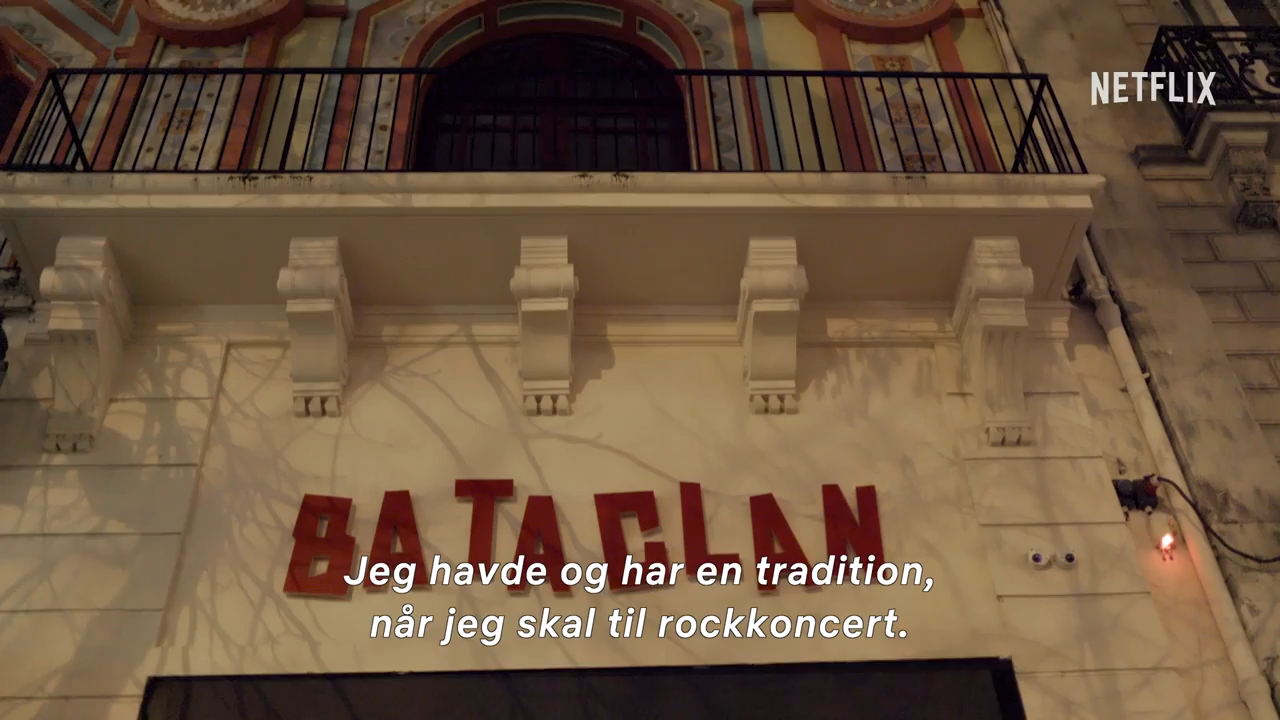 NETFLIX
BATACLAN
Jeg havde og har en tradition,
når jeg skal til rockkoncert.